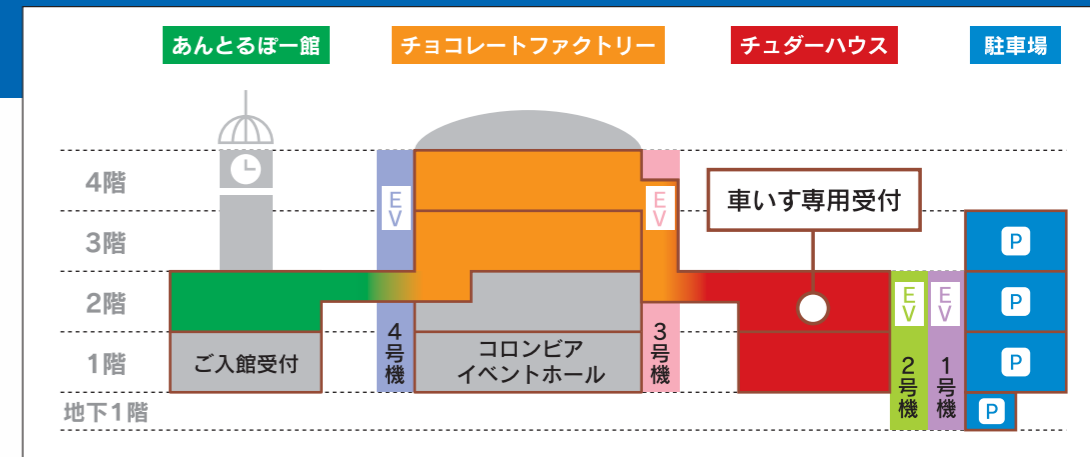 あんとるぽー館
チョコレートファクトリー
チュダーハウス
駐車場
4階
3階
2階
1階
地下1階
EV
EV
車いす専用受付
EV
EV
P
P
P
P
ご入館受付
4号機
コロンビア
イベントホール
3号機
2号機
1号機